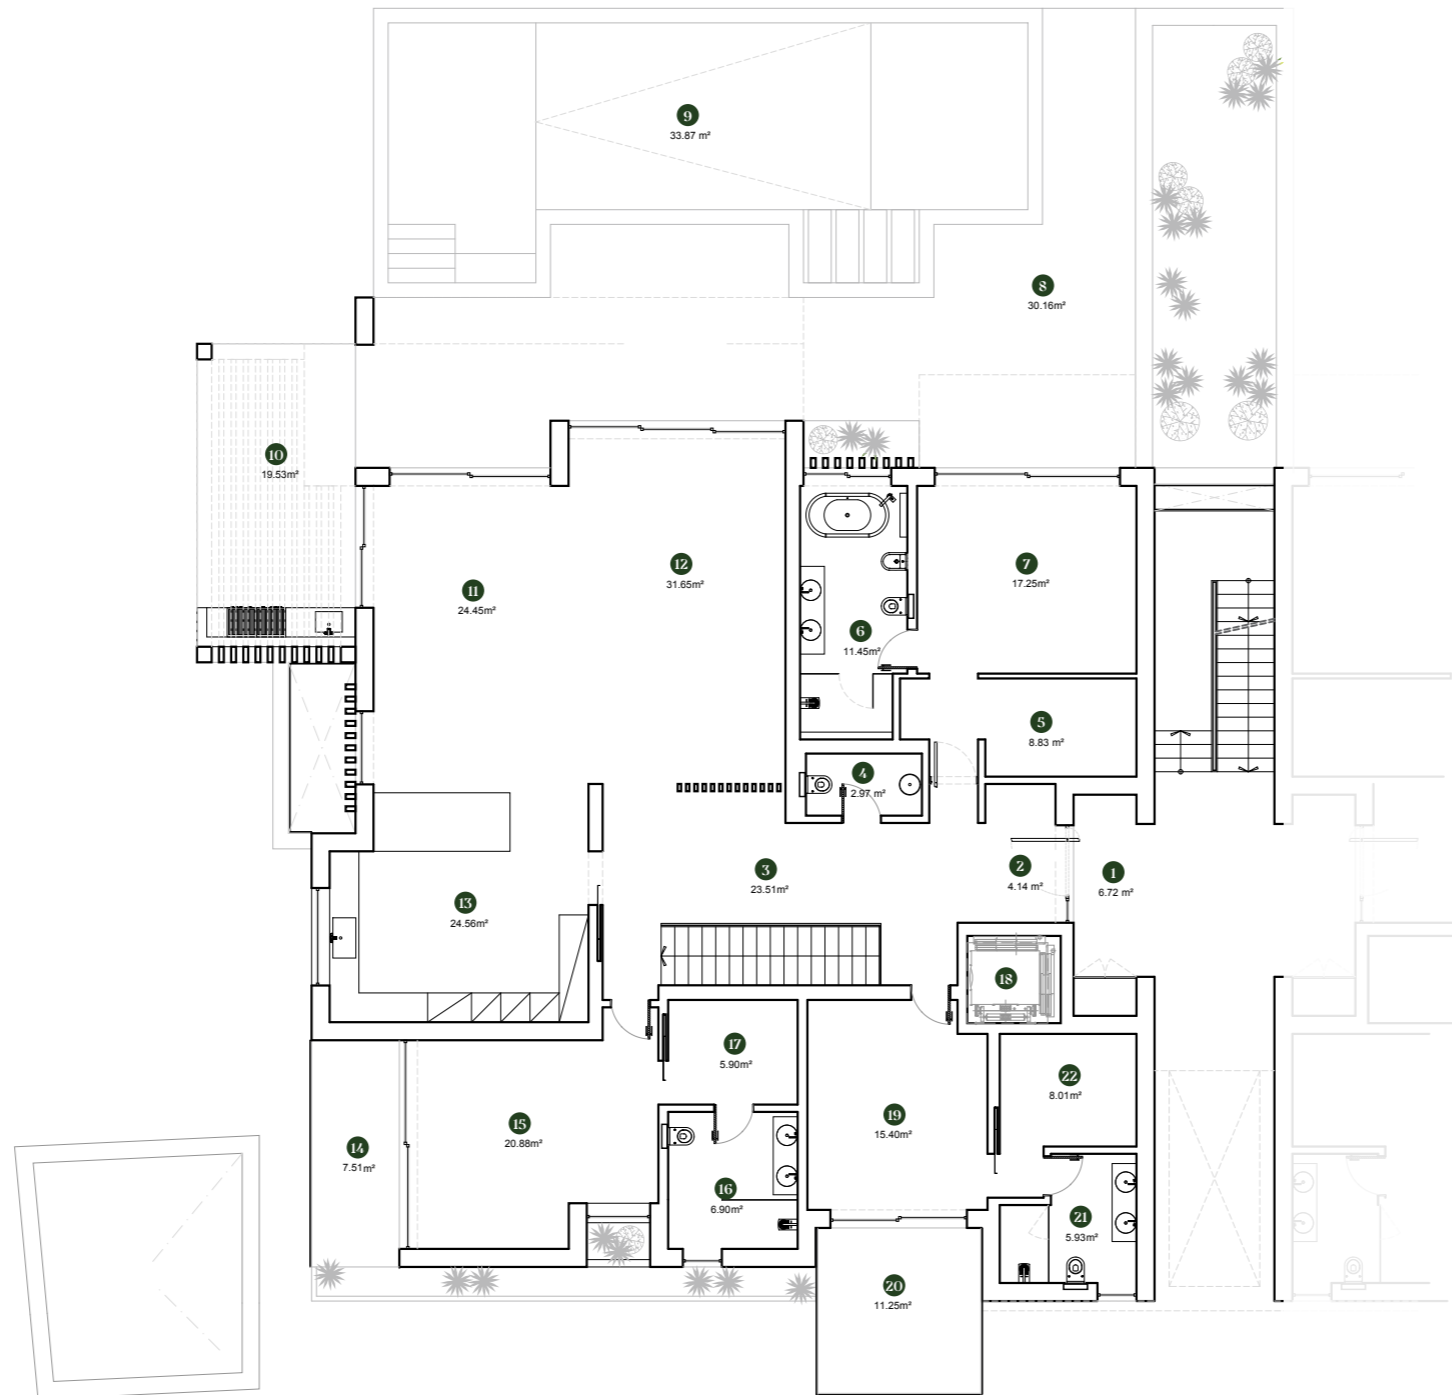 9
33.87 m²
8
30.16m²
10
19.53m²
12
31.65m²
7
17.25m²
11
24.45m²
6
11.45m²
5
8.83 m²
4
2.97 m²
3
23.51m²
2
4.14 m²
1
6.72 m²
13
24.56m²
18
17
5.90m²
22
8.01m²
19
15.40m²
15
20.88m²
14
7.51m²
16
6.90m²
21
5.93m²
20
11.25m²